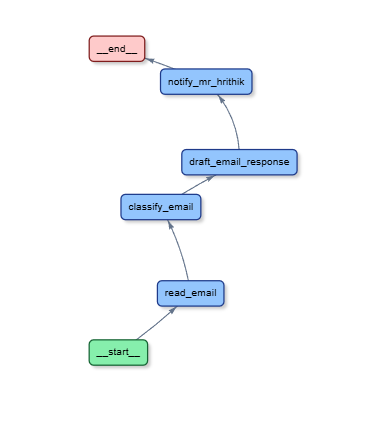 __end__
notify_mr_hrithik
draft_email_response
classify_email
read_email
__start__